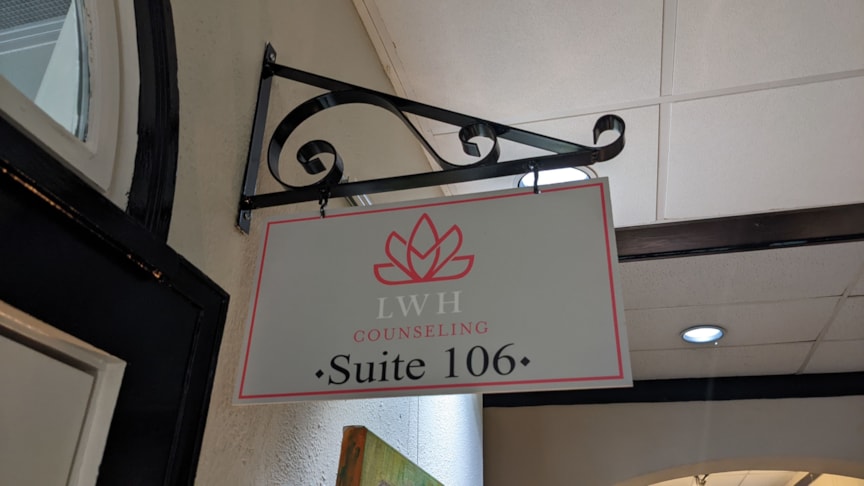 LWH
COUNSELING
·Suite 106·